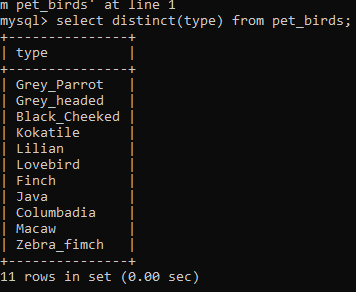 m pet_birds' at line 1
mysql> select distinct(type) from pet_birds;
+---------------+
| type          |
+---------------+
| Grey_Parrot   |
| Grey_headed   |
| Black_Cheeked |
| Kokatile      |
| Lilian        |
| Lovebird      |
| Finch         |
| Java          |
| Columbadia    |
| Macaw         |
| Zebra_fimch   |
+---------------+
11 rows in set (0.00 sec)